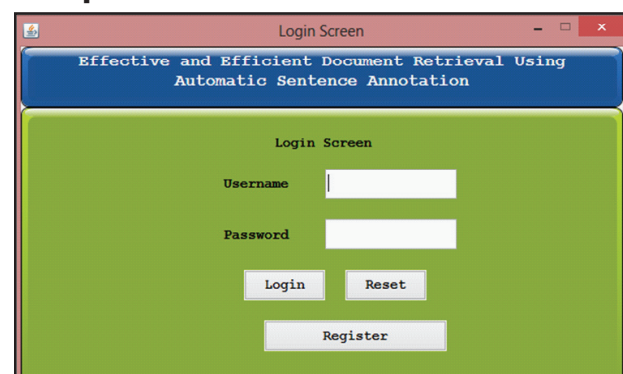 Login Screen
Effective and Efficient Document Retrieval Using
Automatic Sentence Annotation
Login Screen
Username
Password
Login Reset
Register